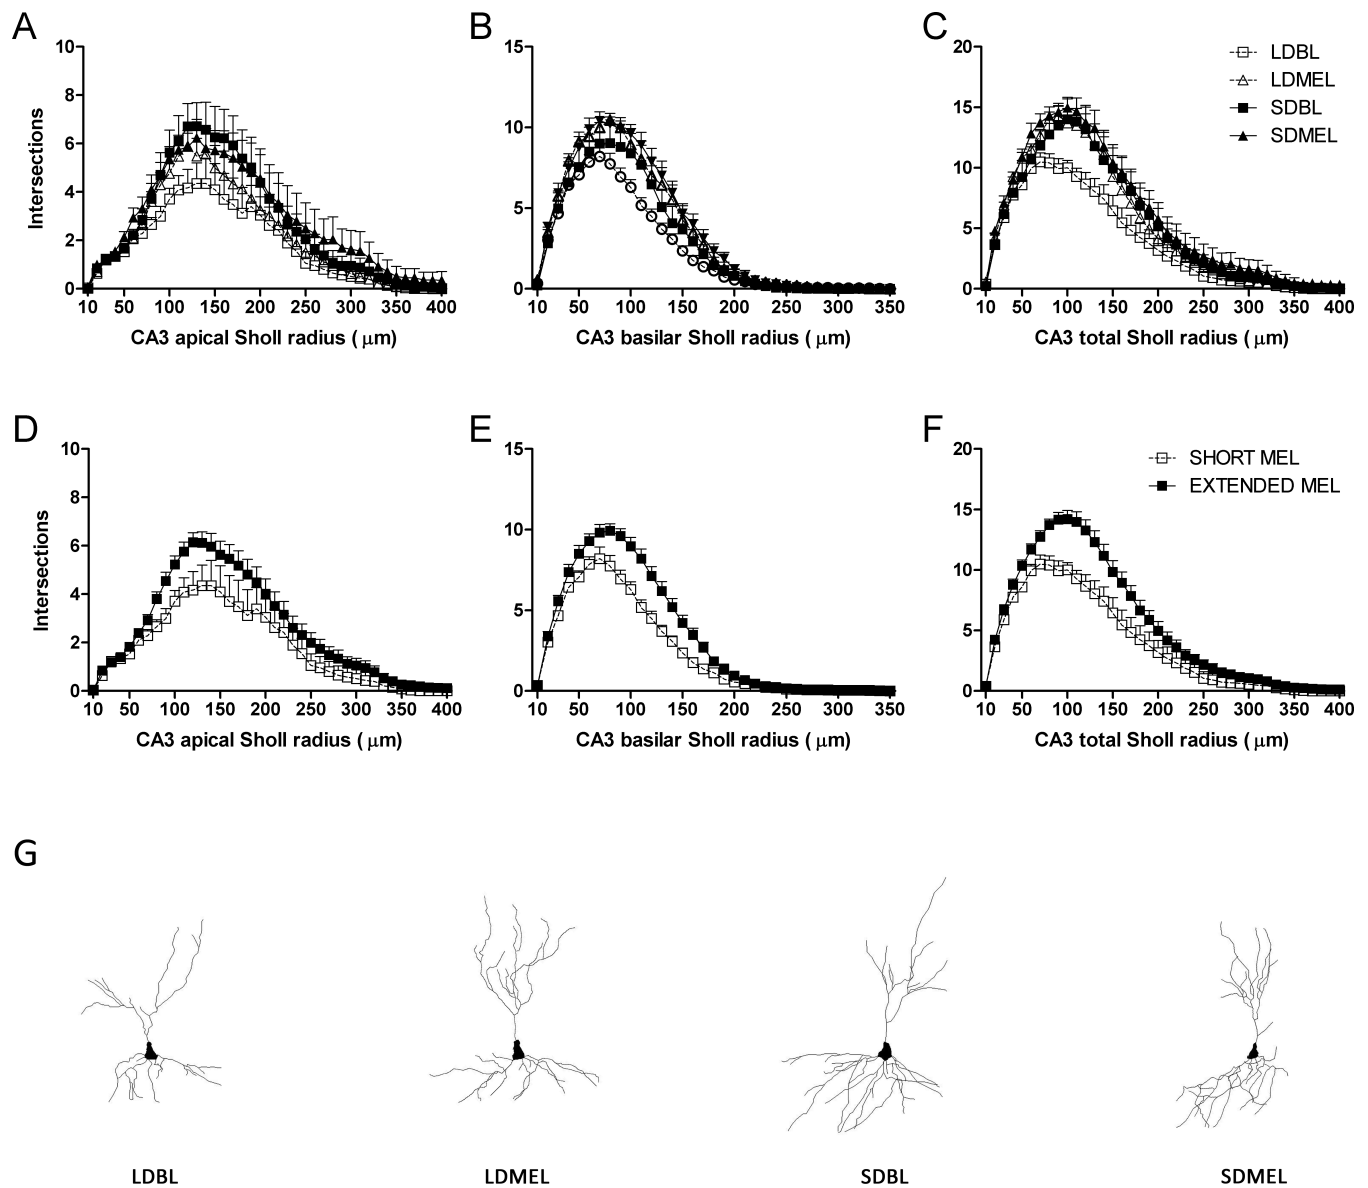 A
B
C
10
8
6
4
2
0
Intersections
10 50 100 150 200 250 300 350 400
CA3 apical Sholl radius ( μm)
15
10
5
0
10 50 100 150 200 250 300 350
CA3 basilar Sholl radius ( μm)
20
15
10
5
0
10 50 100 150 200 250 300 350 400
CA3 total Sholl radius ( μm)
LDBL
LDMEL
SDBL
SDMEL
D
E
F
10
8
6
4
2
0
Intersections
10 50 100 150 200 250 300 350 400
CA3 apical Sholl radius ( μm)
15
10
5
0
10 50 100 150 200 250 300 350
CA3 basilar Sholl radius ( μm)
20
15
10
5
0
10 50 100 150 200 250 300 350 400
CA3 total Sholl radius ( μm)
SHORT MEL
EXTENDED MEL
G
LDBL
LDMEL
SDBL
SDMEL